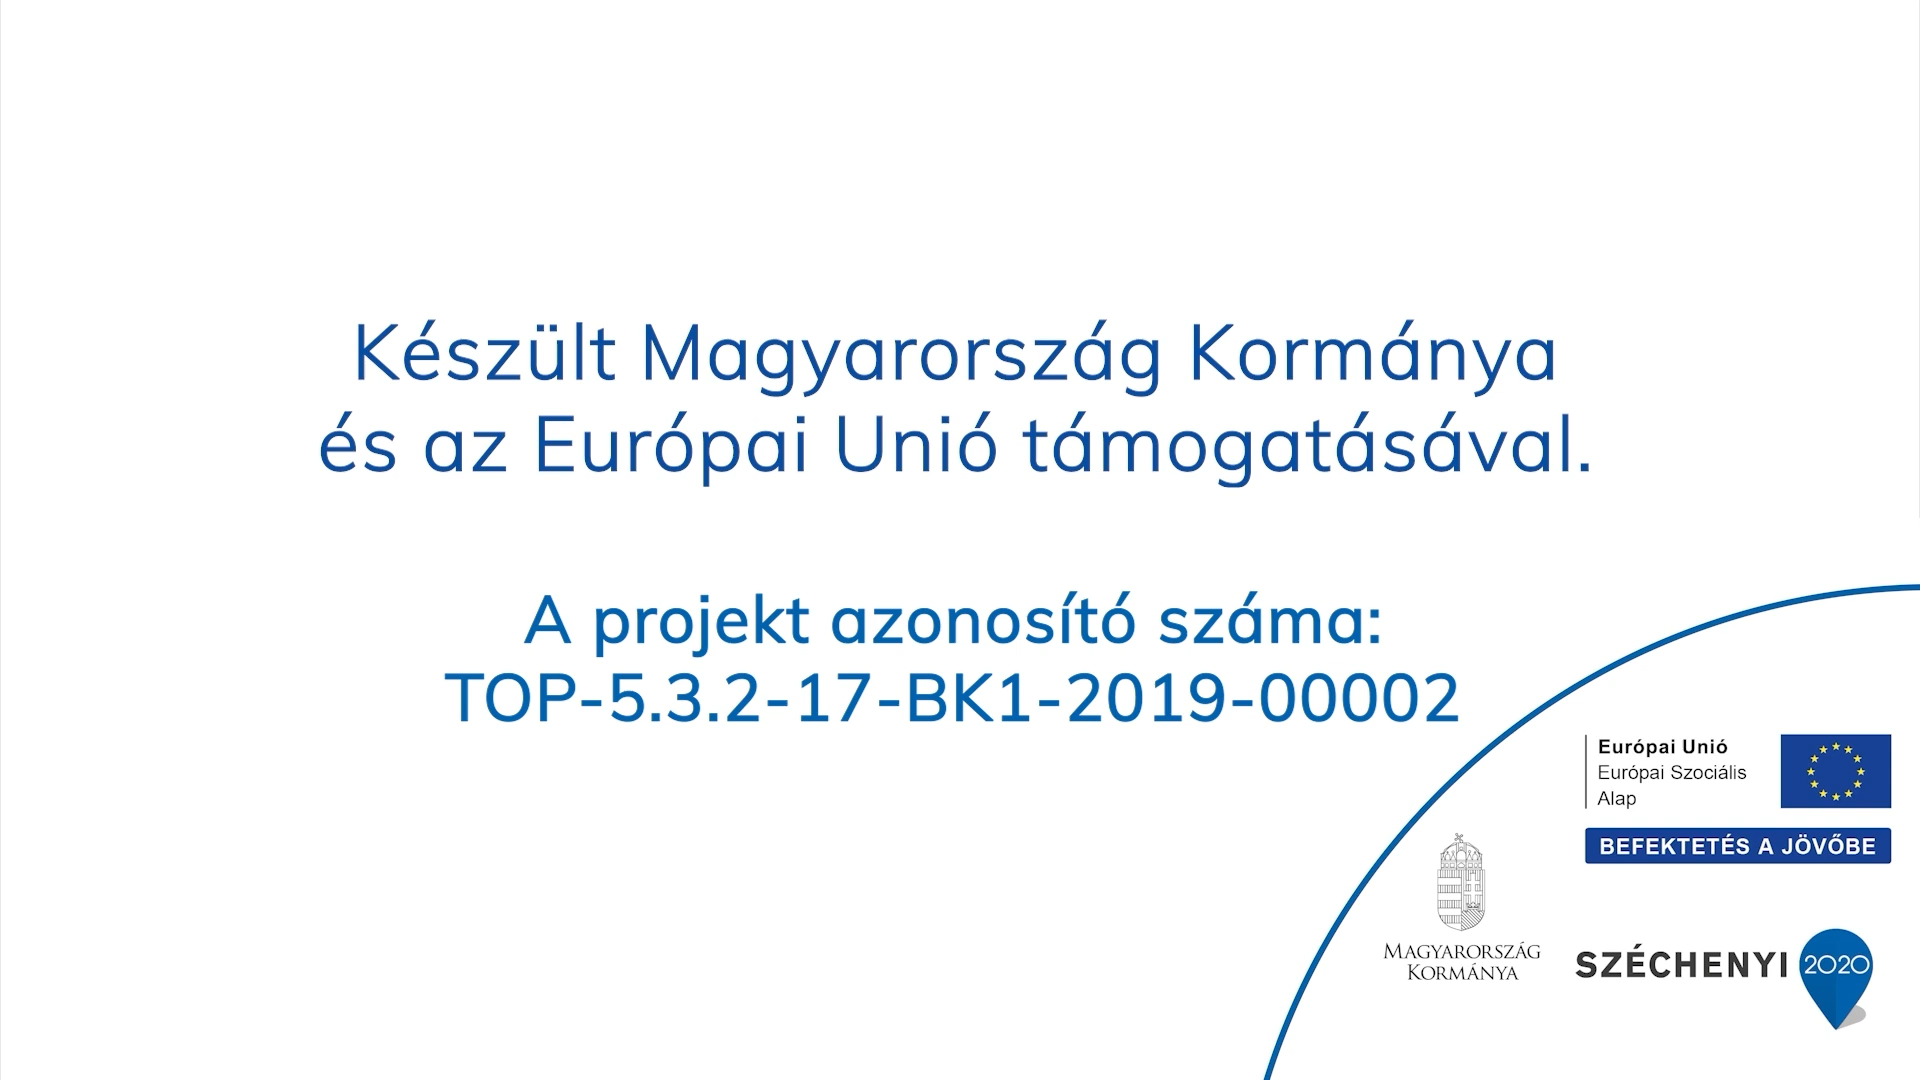 Készült Magyarország Kormánya
és az Európai Unió támogatásával.
A projekt azonosító száma:
TOP-5.3.2-17-BK1-2019-00002
Európai Unió
Európai Szociális
Alap
BEFEKTETÉS A JÖVŐBE
MAGYARORSZÁG
KORMÁNYA
SZÉCHENYI 2020